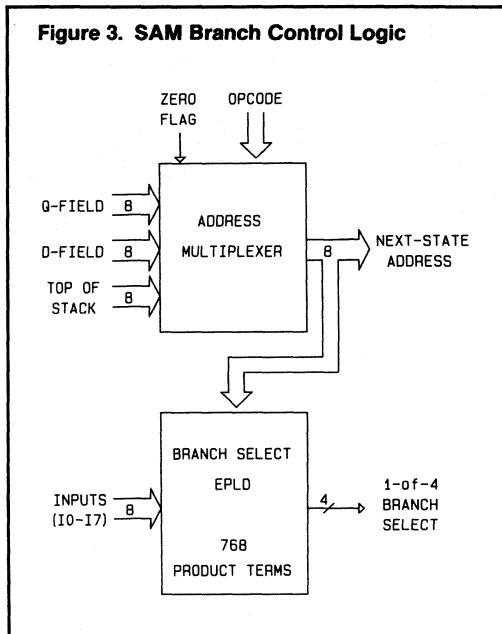 Figure 3. SAM Branch Control Logic
ZERO
FLAG
OPCODE
Q-FIELD
8
D-FIELD
8
TOP OF
STACK
8
ADDRESS
MULTIPLEXER
8
NEXT-STATE
ADDRESS
INPUTS
(I0-I7)
8
BRANCH SELECT
EPLD
768
PRODUCT TERMS
4
1-of-4
BRANCH
SELECT